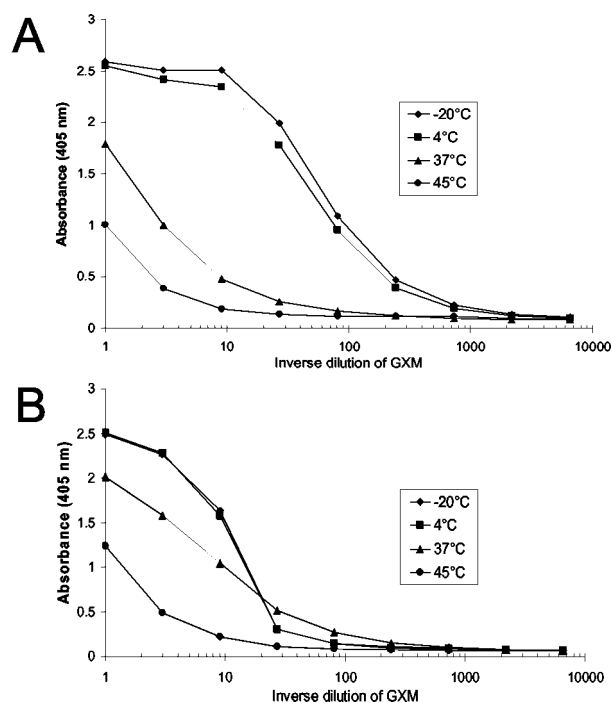 A
Absorbance (405 nm)
3
2.5
2
1.5
1
0.5
0
1
10
100
1000
10000
Inverse dilution of GXM
-20°C
4°C
37°C
45°C
B
Absorbance (405 nm)
3
2.5
2
1.5
1
0.5
0
1
10
100
1000
10000
Inverse dilution of GXM
-20°C
4°C
37°C
45°C